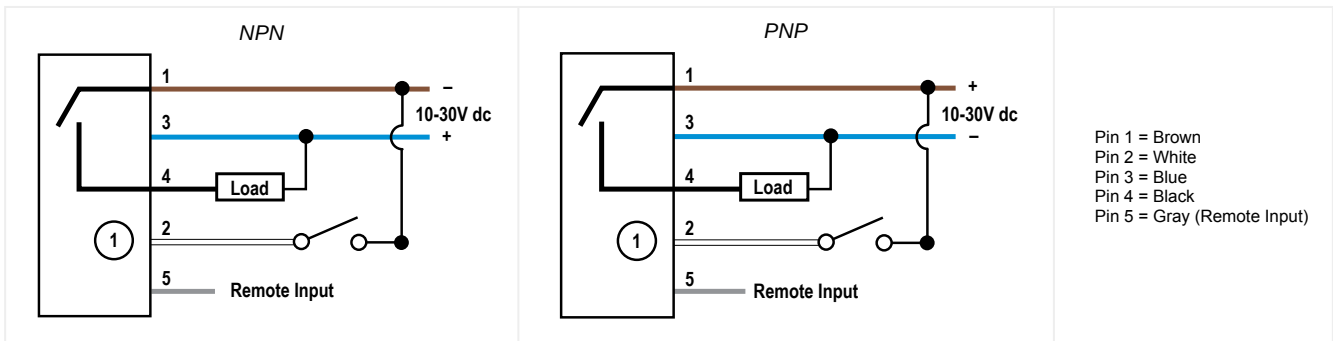 NPN
1
–
10-30V dc
3
+
4
Load
1
2
5
Remote Input
PNP
1
+
10-30V dc
3
–
4
Load
1
2
5
Remote Input
Pin 1 = Brown
Pin 2 = White
Pin 3 = Blue
Pin 4 = Black
Pin 5 = Gray (Remote Input)